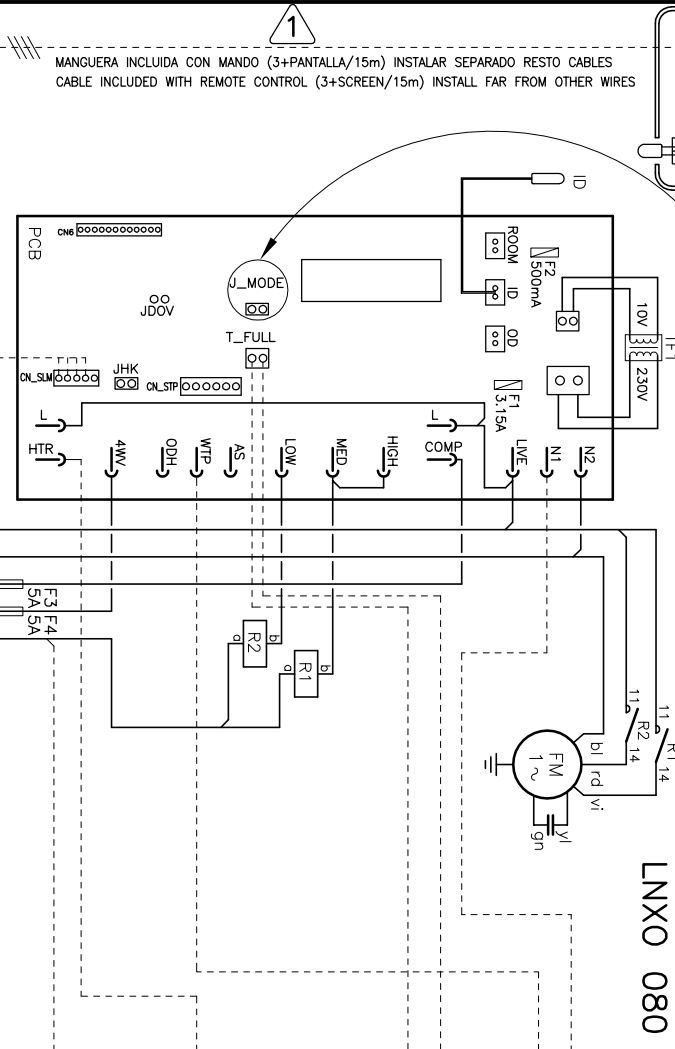 1
MANGUERA INCLUIDA CON MANDO (3+PANTALLA/15m) INSTALAR SEPARADO RESTO CABLES
CABLE INCLUDED WITH REMOTE CONTROL (3+SCREEN/15m) INSTALL FAR FROM OTHER WIRES
ID
PCB
CN6
ROOM
F2
500mA
J_MODE
ID
JDOV
10V
T_FULL
OD
230V
CN_SLM
JHK
CN_STP
F1
3.15A
L
L
HTR
4WV
ODH
WTP
AS
LOW
MED
HIGH
COMP
LIVE
N1
N2
F3
5A
F4
5A
a
R2
b
a
R1
b
11
R2
14
11
R1
14
FM
1 ~
bl
rd
vi
yl
gn
LNXO 080